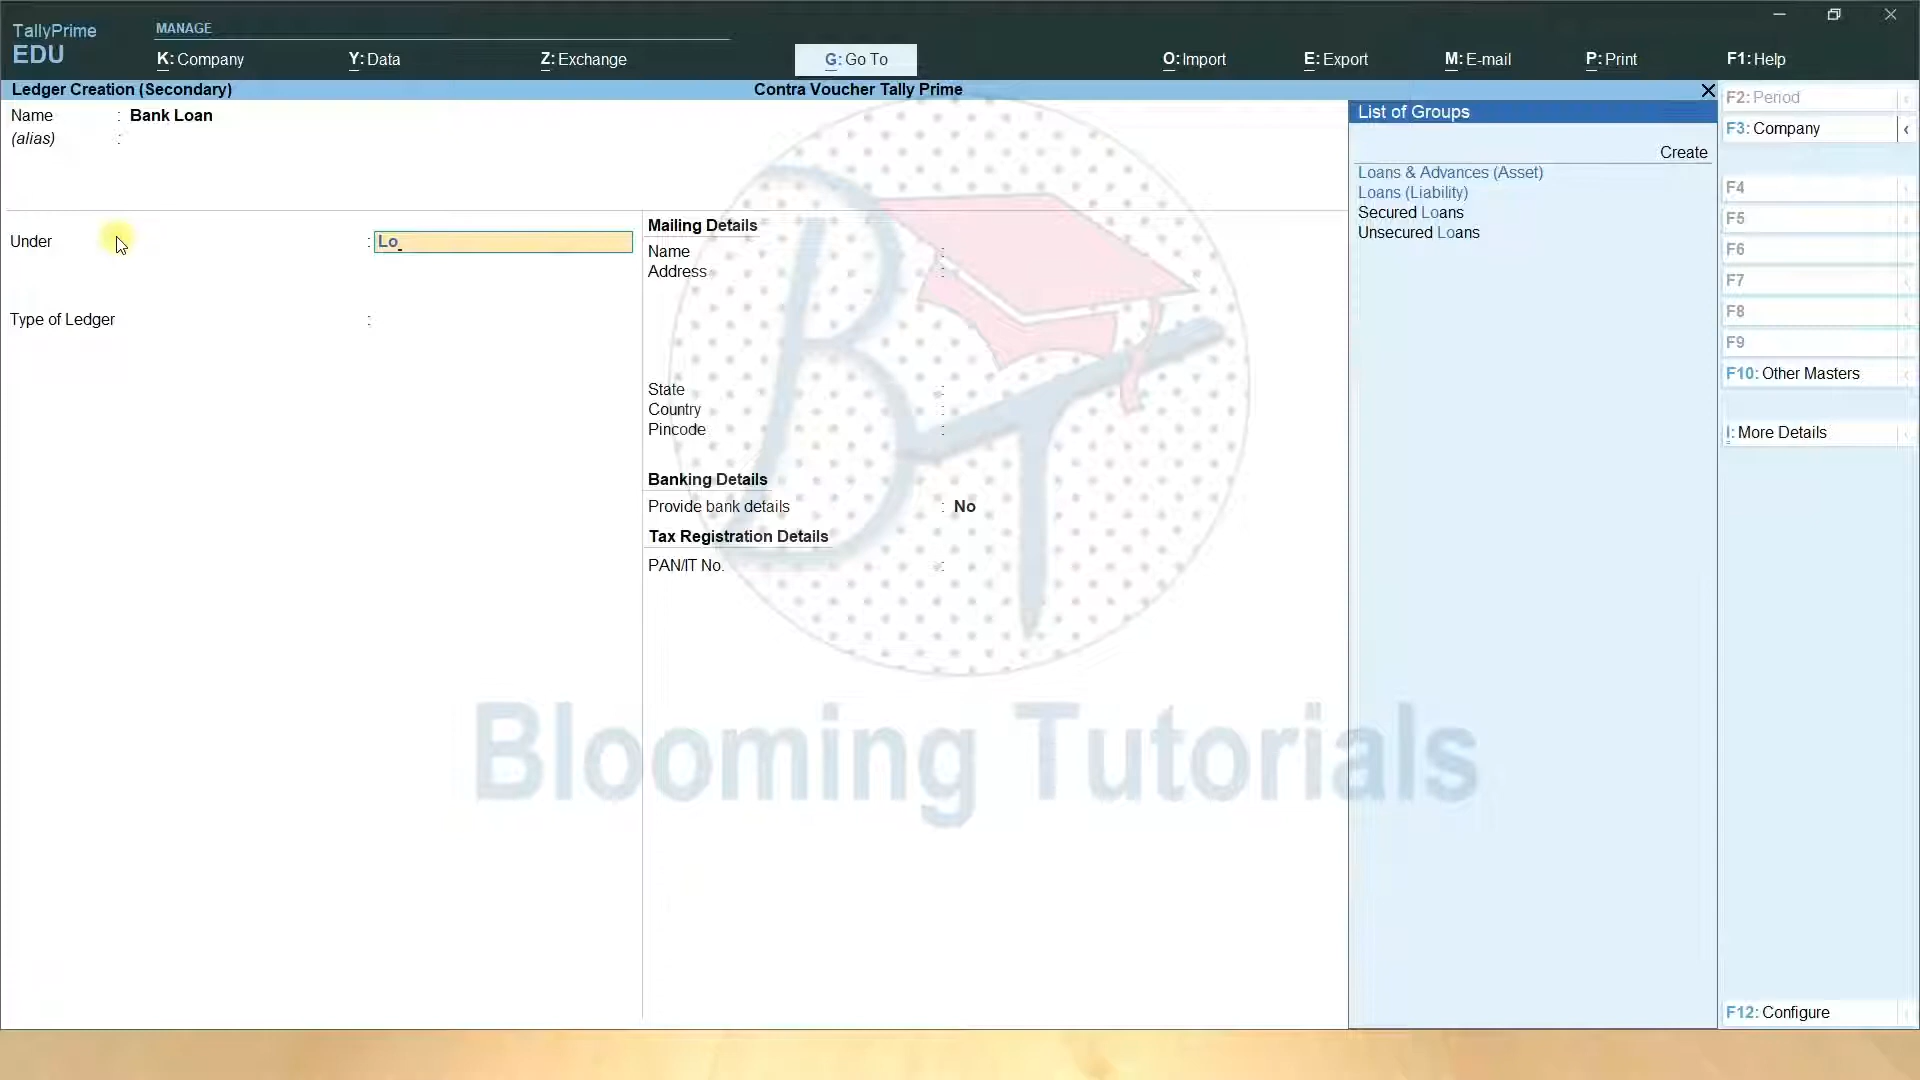 TallyPrime
EDU
MANAGE
K: Company
Y: Data
Z: Exchange
G: Go To
O: Import
E: Export
M: E-mail
P: Print
F1: Help
Ledger Creation (Secondary)
Contra Voucher Tally Prime
Name : Bank Loan
(alias) :
Under : Lo_
Type of Ledger :
Mailing Details
Name :
Address :
State :
Country :
Pincode :
Banking Details
Provide bank details : No
Tax Registration Details
PAN/IT No. :
List of Groups
Create
Loans & Advances (Asset)
Loans (Liability)
Secured Loans
Unsecured Loans
F2: Period
F3: Company
F4
F5
F6
F7
F8
F9
F10: Other Masters
I: More Details
F12: Configure
BT
Blooming Tutorials